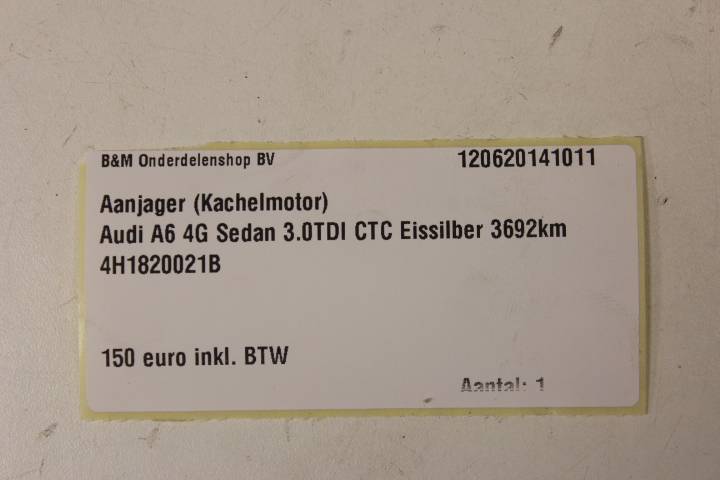 B&M Onderdelenshop BV 120620141011
Aanjager (Kachelmotor)
Audi A6 4G Sedan 3.0TDI CTC Eissilber 3692km
4H1820021B
150 euro inkl. BTW
Aantal: 1